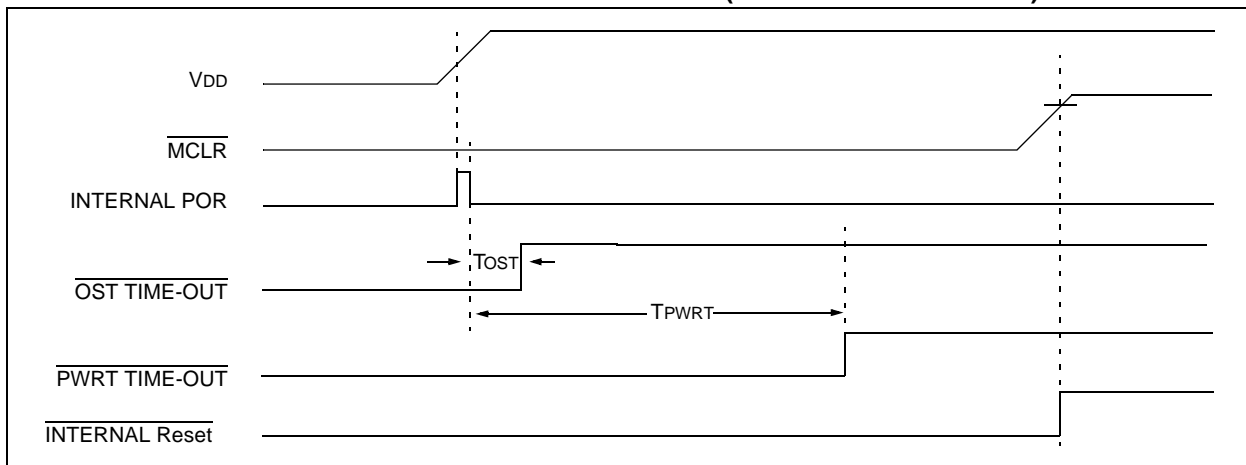 VDD
MCLR
INTERNAL POR
TOST
OST TIME-OUT
TPWRT
PWRT TIME-OUT
INTERNAL Reset